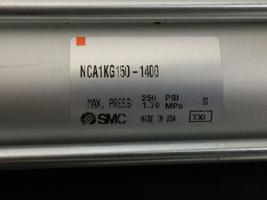 NCA1KG150-1400
MAX. PRESS: 250 PSI
1.70 MPa
SMC MADE IN USA TXI